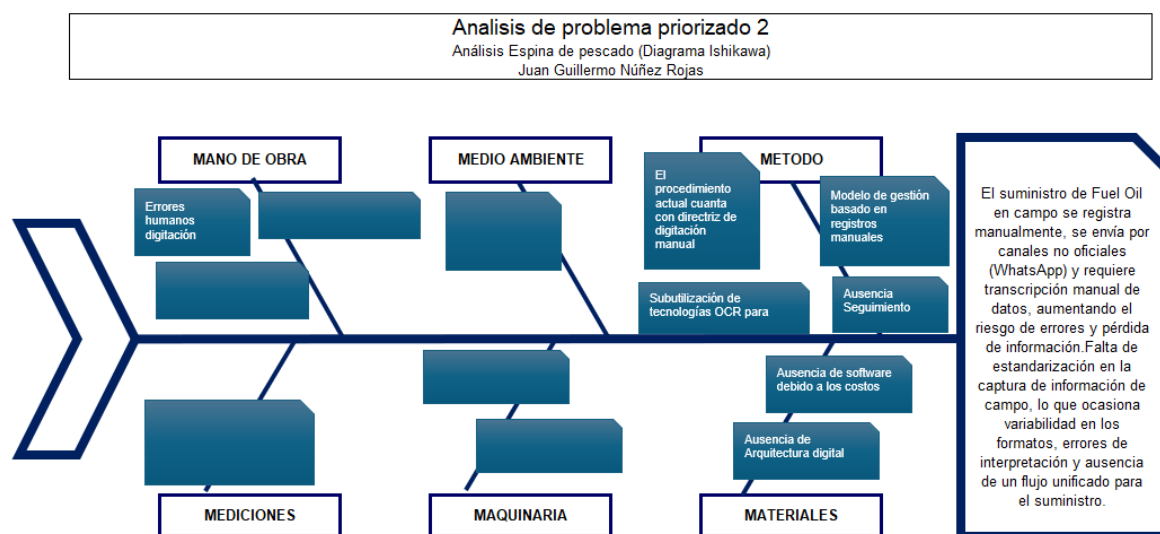 Analisis de problema priorizado 2
Análisis Espina de pescado (Diagrama Ishikawa)
Juan Guillermo Núñez Rojas
MANO DE OBRA
MEDIO AMBIENTE
METODO
Errores
humanos
digitación
El
procedimiento
actual cuanta
con directriz de
digitación
manual
Modelo de gestión
basado en
registros
manuales
Subutilización de
tecnologías OCR para
Ausencia
Seguimiento
Ausencia de software
debido a los costos
Ausencia de
Arquitectura digital
MEDICIONES
MAQUINARIA
MATERIALES
El suministro de Fuel Oil
en campo se registra
manualmente, se envía por
canales no oficiales
(WhatsApp) y requiere
transcripción manual de
datos, aumentando el
riesgo de errores y pérdida
de información.Falta de
estandarización en la
captura de información de
campo, lo que ocasiona
variabilidad en los
formatos, errores de
interpretación y ausencia
de un flujo unificado para
el suministro.